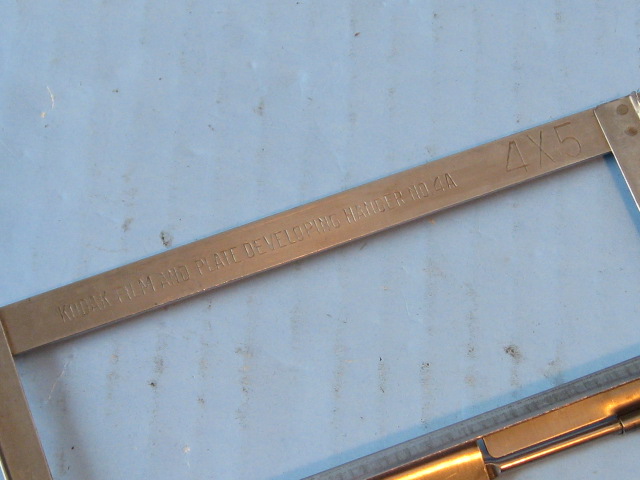 KODAK FILM AND PLATE DEVELOPING HANGER NO 4A
4X5